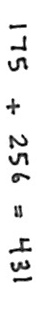 175 + 256 = 431